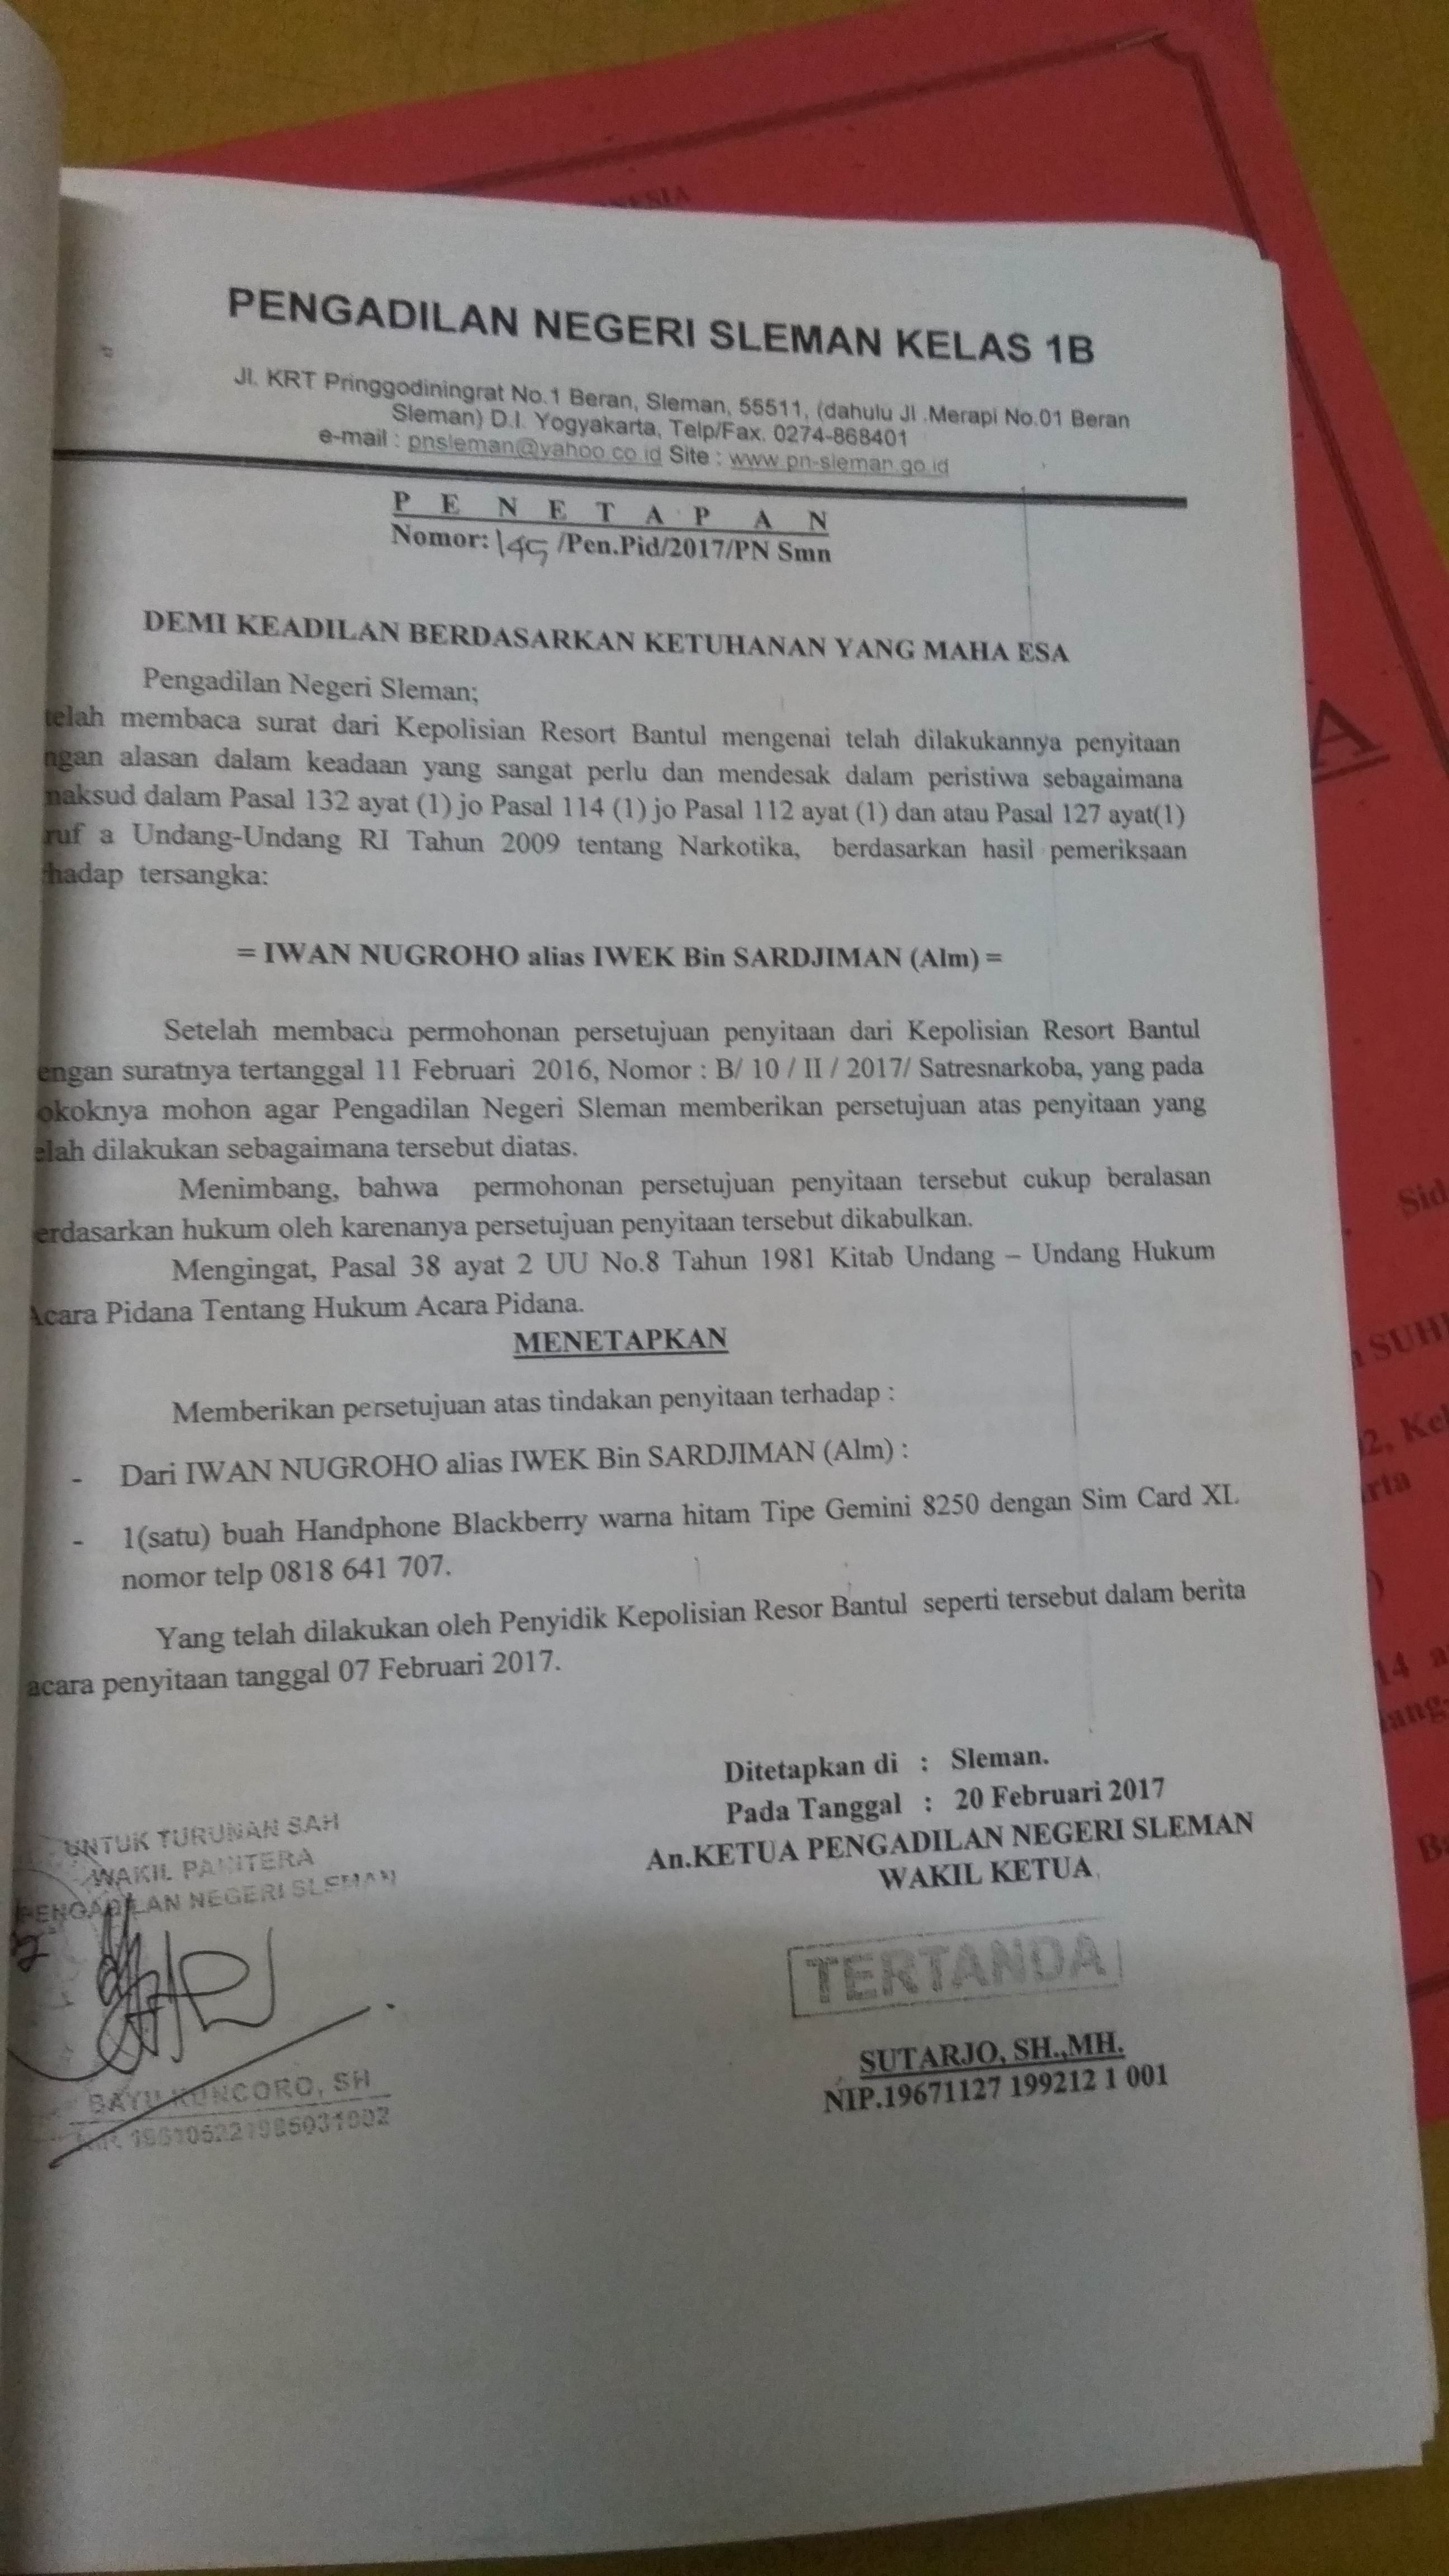 PENGADILAN NEGERI SLEMAN KELAS 1B
Jl. KRT Pringgodiningrat No.1 Beran, Sleman, 55511, (dahulu Jl .Merapi No.01 Beran
Sleman) D.I. Yogyakarta, Telp/Fax. 0274-868401
e-mail : pnsleman@yahoo.co.id Site : www.pn-sleman.go.id
P E N E T A P A N
Nomor: 145 /Pen.Pid/2017/PN Smn
DEMI KEADILAN BERDASARKAN KETUHANAN YANG MAHA ESA
Pengadilan Negeri Sleman;
telah membaca surat dari Kepolisian Resort Bantul mengenai telah dilakukannya penyitaan
ngan alasan dalam keadaan yang sangat perlu dan mendesak dalam peristiwa sebagaimana
maksud dalam Pasal 132 ayat (1) jo Pasal 114 (1) jo Pasal 112 ayat (1) dan atau Pasal 127 ayat(1)
ruf a Undang-Undang RI Tahun 2009 tentang Narkotika, berdasarkan hasil pemeriksaan
hadap tersangka:
= IWAN NUGROHO alias IWEK Bin SARDJIMAN (Alm) =
Setelah membaca permohonan persetujuan penyitaan dari Kepolisian Resort Bantul
engan suratnya tertanggal 11 Februari 2016, Nomor : B/ 10 / II / 2017/ Satresnarkoba, yang pada
okoknya mohon agar Pengadilan Negeri Sleman memberikan persetujuan atas penyitaan yang
elah dilakukan sebagaimana tersebut diatas.
Menimbang, bahwa permohonan persetujuan penyitaan tersebut cukup beralasan
erdasarkan hukum oleh karenanya persetujuan penyitaan tersebut dikabulkan.
Mengingat, Pasal 38 ayat 2 UU No.8 Tahun 1981 Kitab Undang – Undang Hukum
Acara Pidana Tentang Hukum Acara Pidana.
MENETAPKAN
Memberikan persetujuan atas tindakan penyitaan terhadap :
- Dari IWAN NUGROHO alias IWEK Bin SARDJIMAN (Alm) :
- 1(satu) buah Handphone Blackberry warna hitam Tipe Gemini 8250 dengan Sim Card XL
nomor telp 0818 641 707.
Yang telah dilakukan oleh Penyidik Kepolisian Resor Bantul seperti tersebut dalam berita
acara penyitaan tanggal 07 Februari 2017.
Ditetapkan di : Sleman.
Pada Tanggal : 20 Februari 2017
An.KETUA PENGADILAN NEGERI SLEMAN
WAKIL KETUA,
TERTANDA
SUTARJO, SH.,MH.
NIP.19671127 199212 1 001
UNTUK TURUNAN SAH
WAKIL PANITERA
PENGADILAN NEGERI SLEMAN
BAYU KUNCORO, SH
A
Sid
SUH
2, Kel
rta
14 a
ang-